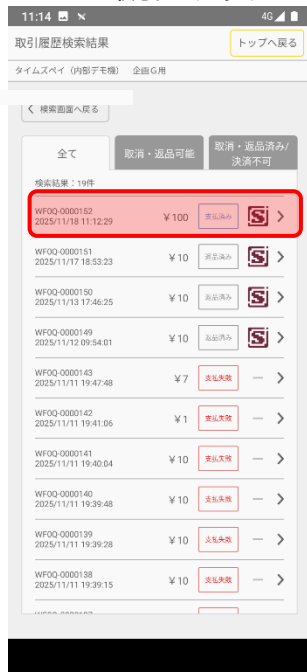 11:14
4G
取引履歴検索結果
トップへ戻る
タイムズペイ（内部デモ機） 企画G用
検索画面へ戻る
全て
取消・返品可能
取消・返品済み/
決済不可
検索結果：19件
WF0Q-0000152
2025/11/18 11:12:29
￥100
支払済み
WF0Q-0000151
2025/11/17 18:53:23
￥10
返品済み
WF0Q-0000150
2025/11/13 17:46:25
￥10
返品済み
WF0Q-0000149
2025/11/12 09:54:01
￥10
返品済み
WF0Q-0000143
2025/11/11 19:47:48
￥7
支払失敗
—
WF0Q-0000142
2025/11/11 19:41:06
￥1
支払失敗
—
WF0Q-0000141
2025/11/11 19:40:04
￥10
支払失敗
—
WF0Q-0000140
2025/11/11 19:39:48
￥10
支払失敗
—
WF0Q-0000139
2025/11/11 19:39:28
￥10
支払失敗
—
WF0Q-0000138
2025/11/11 19:39:15
￥10
支払失敗
—